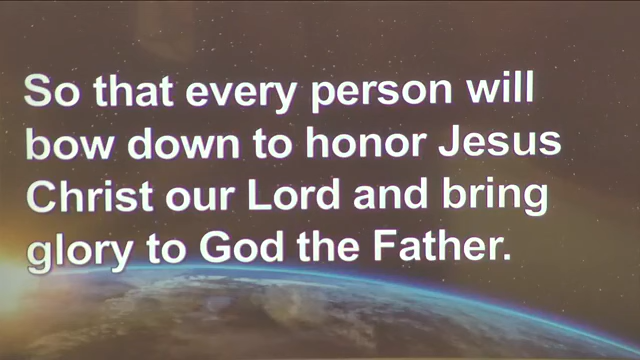 So that every person will
bow down to honor Jesus
Christ our Lord and bring
glory to God the Father.